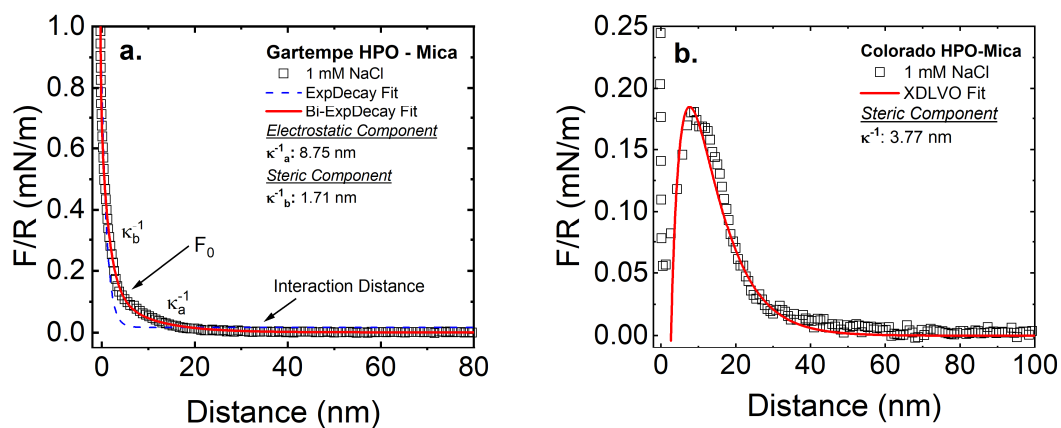 a.
Gartempe HPO - Mica
1 mM NaCl
ExpDecay Fit
Bi-ExpDecay Fit
Electrostatic Component
κ⁻¹ₐ: 8.75 nm
Steric Component
κ⁻¹_b: 1.71 nm
κ_b⁻¹
F₀
κₐ⁻¹
Interaction Distance
F/R (mN/m)
1.0
0.8
0.6
0.4
0.2
0.0
0 20 40 60 80
Distance (nm)
b.
Colorado HPO-Mica
1 mM NaCl
XDLVO Fit
Steric Component
κ⁻¹: 3.77 nm
F/R (mN/m)
0.25
0.20
0.15
0.10
0.05
0.00
0 20 40 60 80 100
Distance (nm)